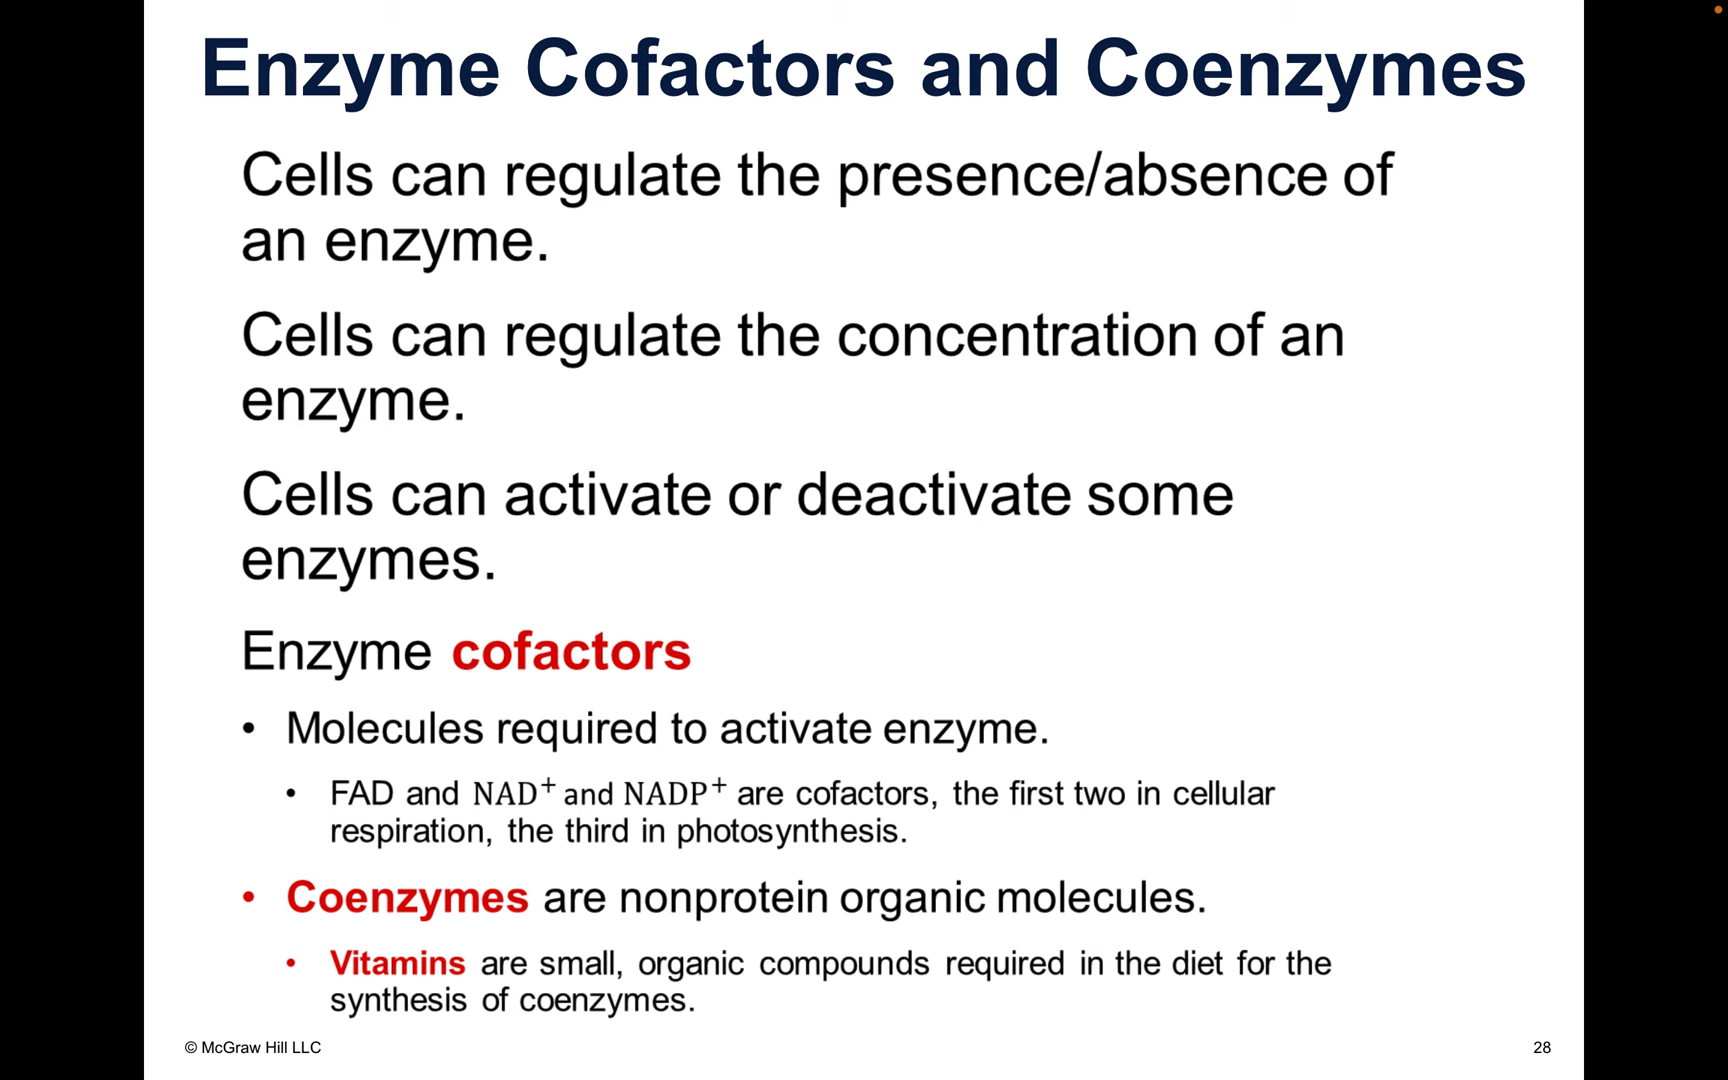 Enzyme Cofactors and Coenzymes
Cells can regulate the presence/absence of
an enzyme.
Cells can regulate the concentration of an
enzyme.
Cells can activate or deactivate some
enzymes.
Enzyme cofactors
• Molecules required to activate enzyme.
• FAD and NAD⁺ and NADP⁺ are cofactors, the first two in cellular
respiration, the third in photosynthesis.
• Coenzymes are nonprotein organic molecules.
• Vitamins are small, organic compounds required in the diet for the
synthesis of coenzymes.
© McGraw Hill LLC
28